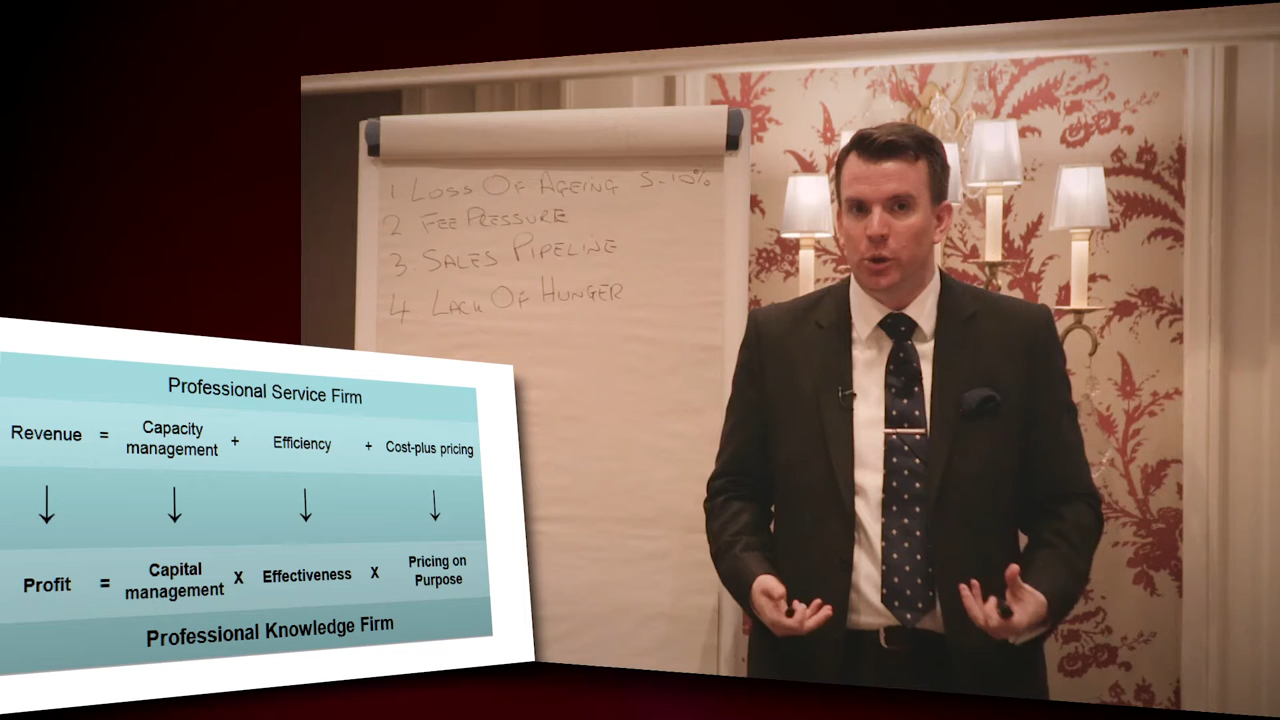 1 LOSS OF AGEING 5-10%
2 FEE PRESSURE
3. SALES PIPELINE
4 LACK OF HUNGER
Professional Service Firm
Revenue = Capacity management + Efficiency + Cost-plus pricing
↓ ↓ ↓ ↓
Profit = Capital management X Effectiveness X Pricing on Purpose
Professional Knowledge Firm